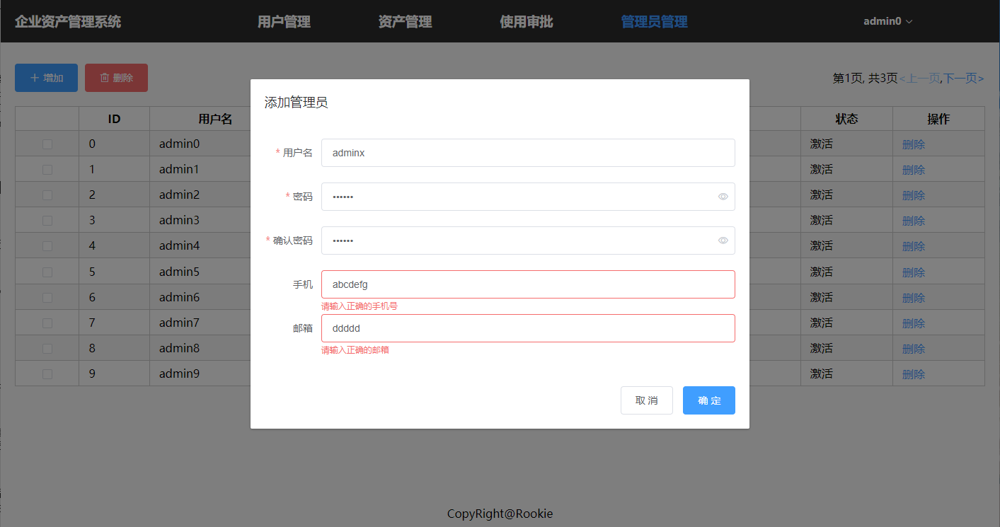 企业资产管理系统 用户管理 资产管理 使用审批 管理员管理 admin0
+ 增加 删除 第1页, 共3页<上一页,下一页>
添加管理员
ID 用户名 状态 操作
0 admin0 激活 删除
1 admin1 激活 删除
2 admin2 激活 删除
3 admin3 激活 删除
4 admin4 激活 删除
5 admin5 激活 删除
6 admin6 激活 删除
7 admin7 激活 删除
8 admin8 激活 删除
9 admin9 激活 删除
* 用户名 adminx
* 密码 ••••••
* 确认密码 ••••••
手机 abcdefg
请输入正确的手机号
邮箱 ddddd
请输入正确的邮箱
取 消 确 定
CopyRight@Rookie